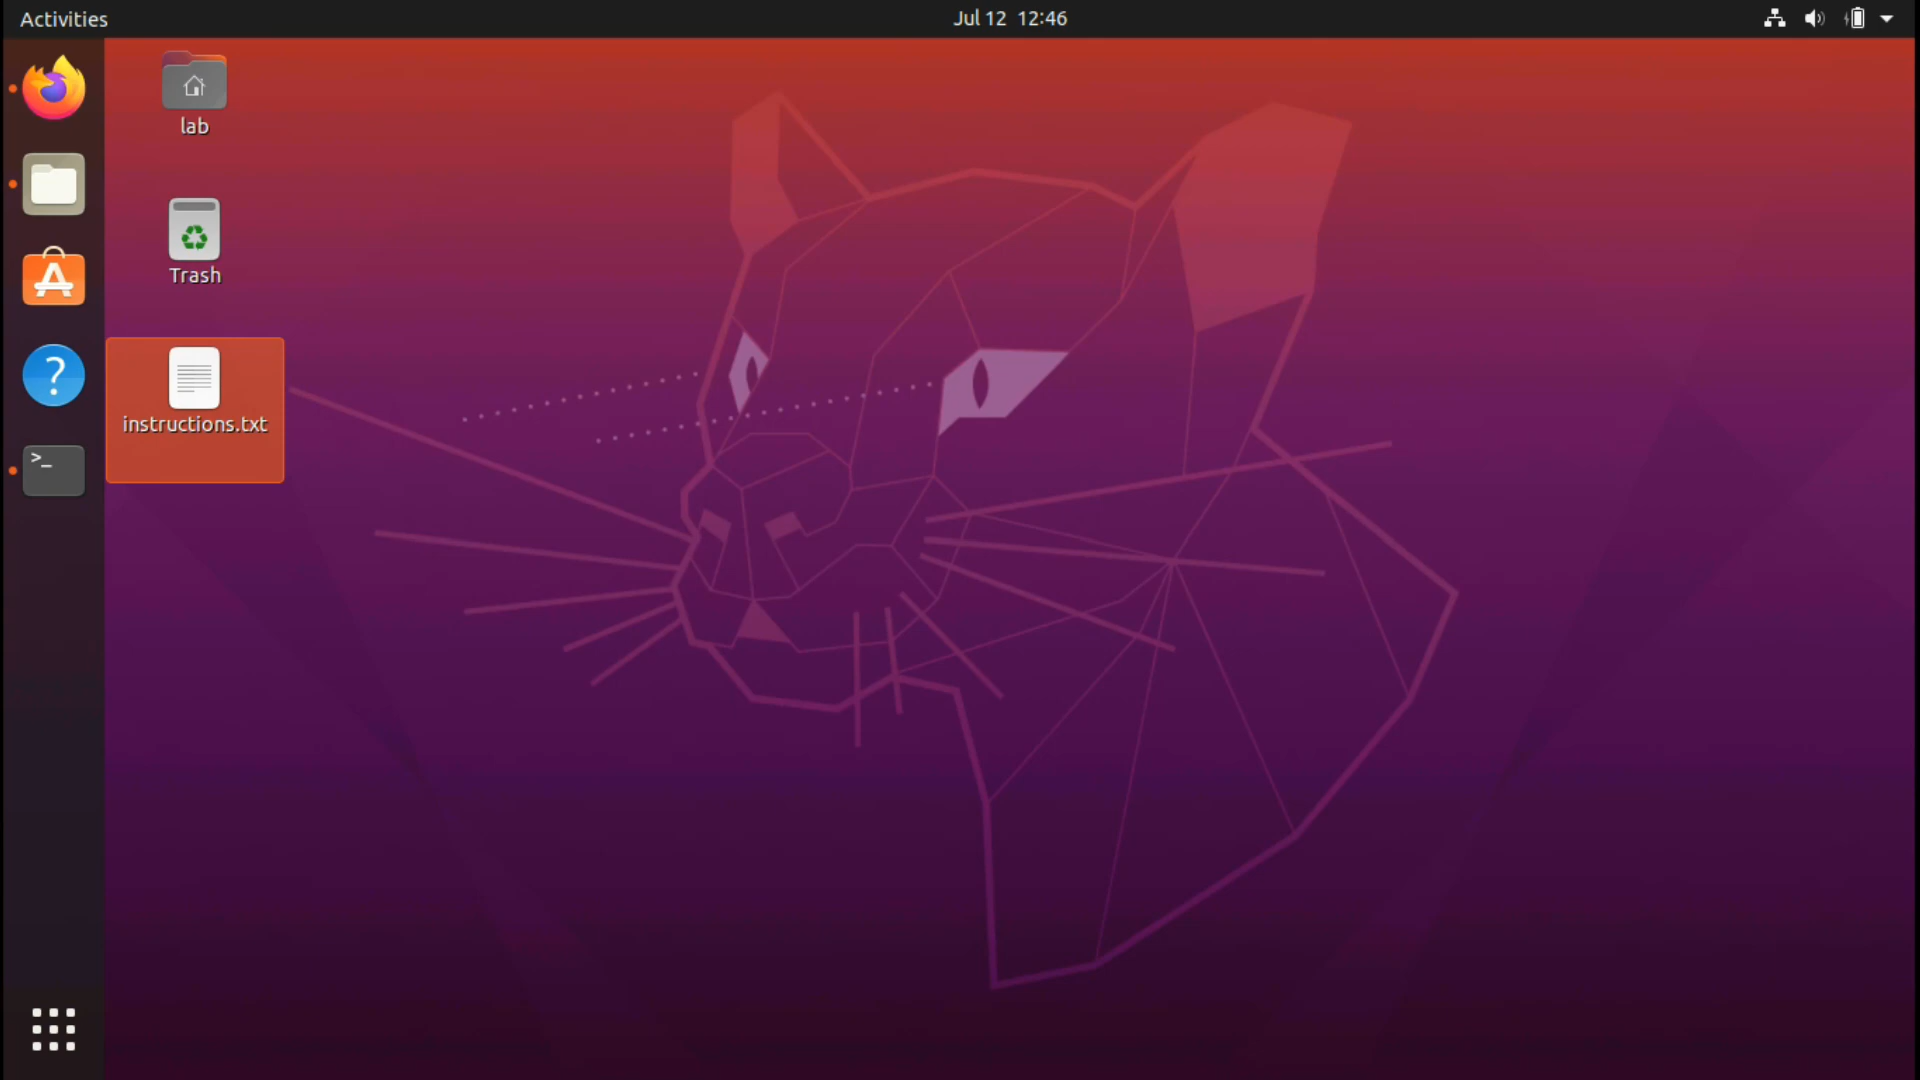 Activities
Jul 12 12:46
lab
Trash
instructions.txt
>_